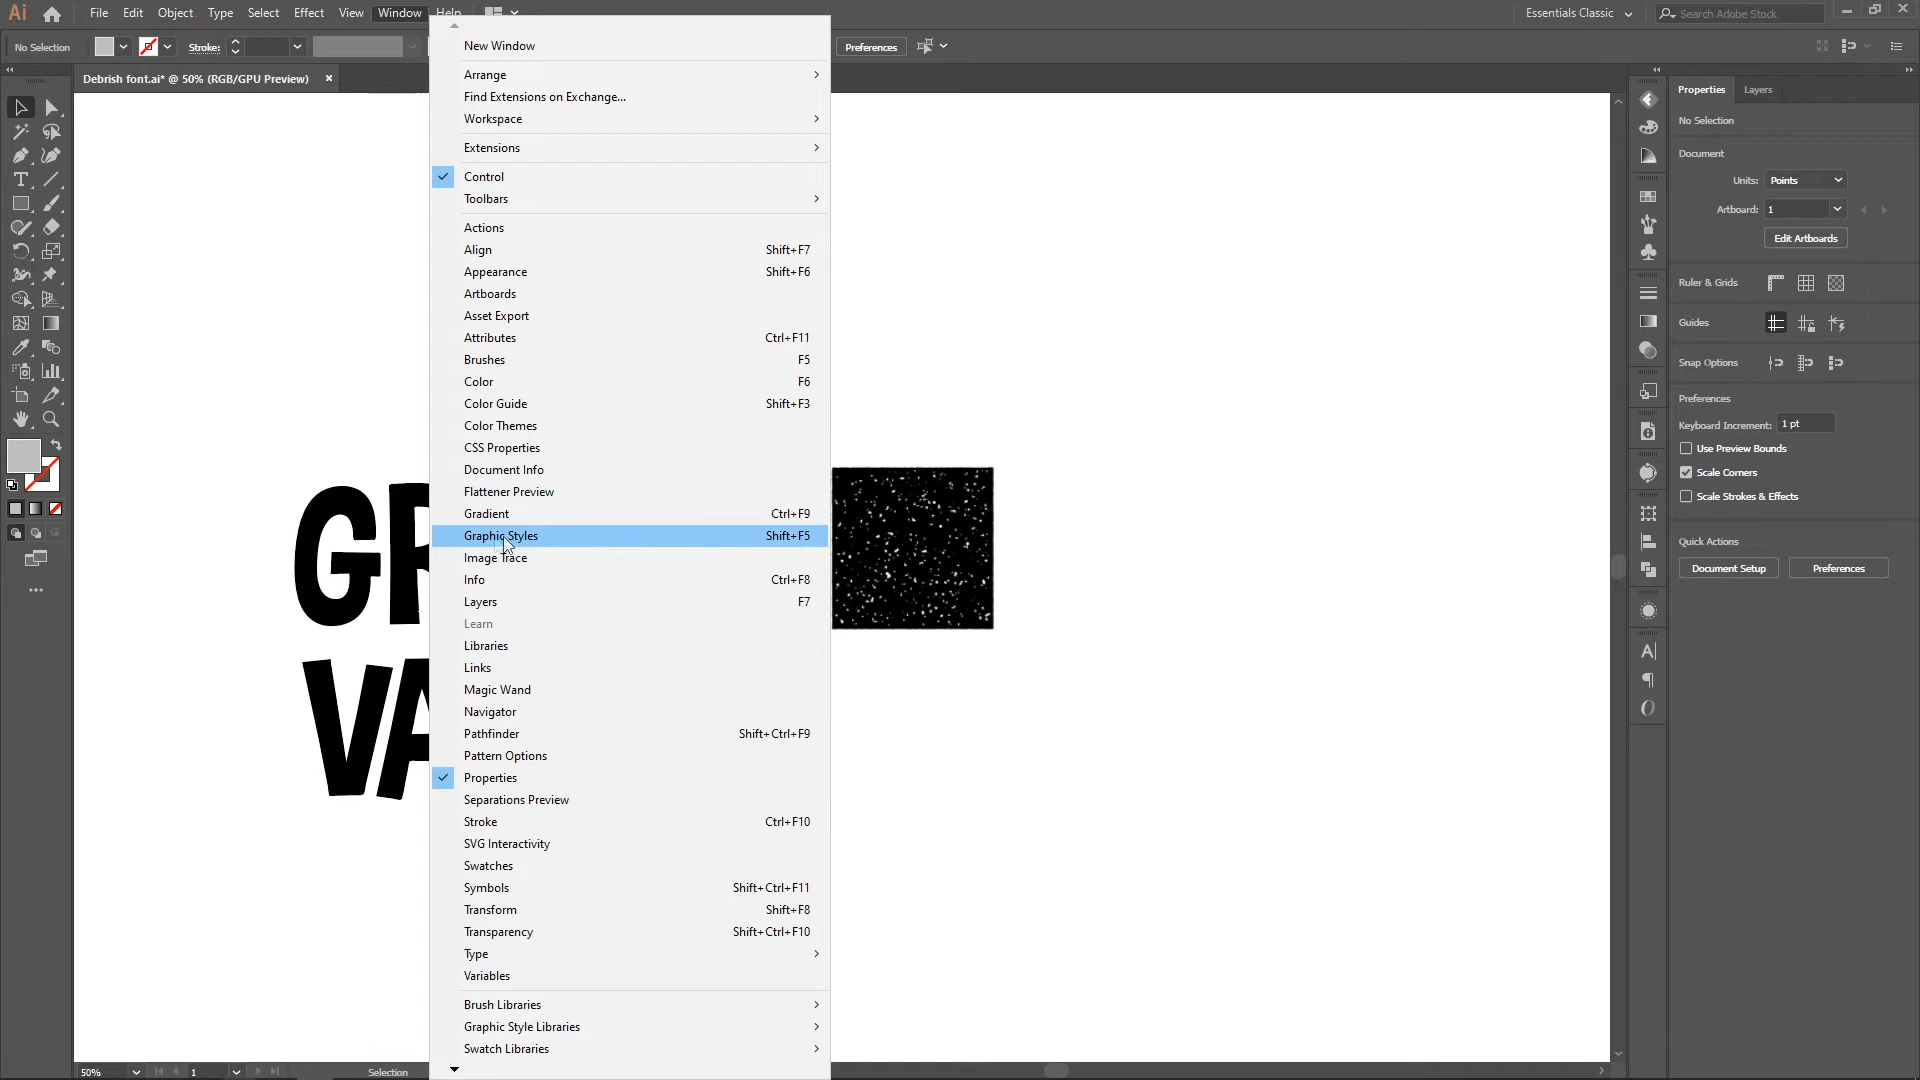 Ai File Edit Object Type Select Effect View Window Help Essentials Classic Search Adobe Stock
No Selection Stroke: Preferences
Debrish font.ai* @ 50% (RGB/GPU Preview)
New Window
Arrange
Find Extensions on Exchange...
Workspace
Extensions
Control
Toolbars
Actions
Align Shift+F7
Appearance Shift+F6
Artboards
Asset Export
Attributes Ctrl+F11
Brushes F5
Color F6
Color Guide Shift+F3
Color Themes
CSS Properties
Document Info
Flattener Preview
Gradient Ctrl+F9
Graphic Styles Shift+F5
Image Trace
Info Ctrl+F8
Layers F7
Learn
Libraries
Links
Magic Wand
Navigator
Pathfinder Shift+Ctrl+F9
Pattern Options
Properties
Separations Preview
Stroke Ctrl+F10
SVG Interactivity
Swatches
Symbols Shift+Ctrl+F11
Transform Shift+F8
Transparency Shift+Ctrl+F10
Type
Variables
Brush Libraries
Graphic Style Libraries
Swatch Libraries
GR
VA
Properties Layers
No Selection
Document
Units: Points
Artboard: 1
Edit Artboards
Ruler & Grids
Guides
Snap Options
Preferences
Keyboard Increment: 1 pt
Use Preview Bounds
Scale Corners
Scale Strokes & Effects
Quick Actions
Document Setup Preferences
50% 1 Selection